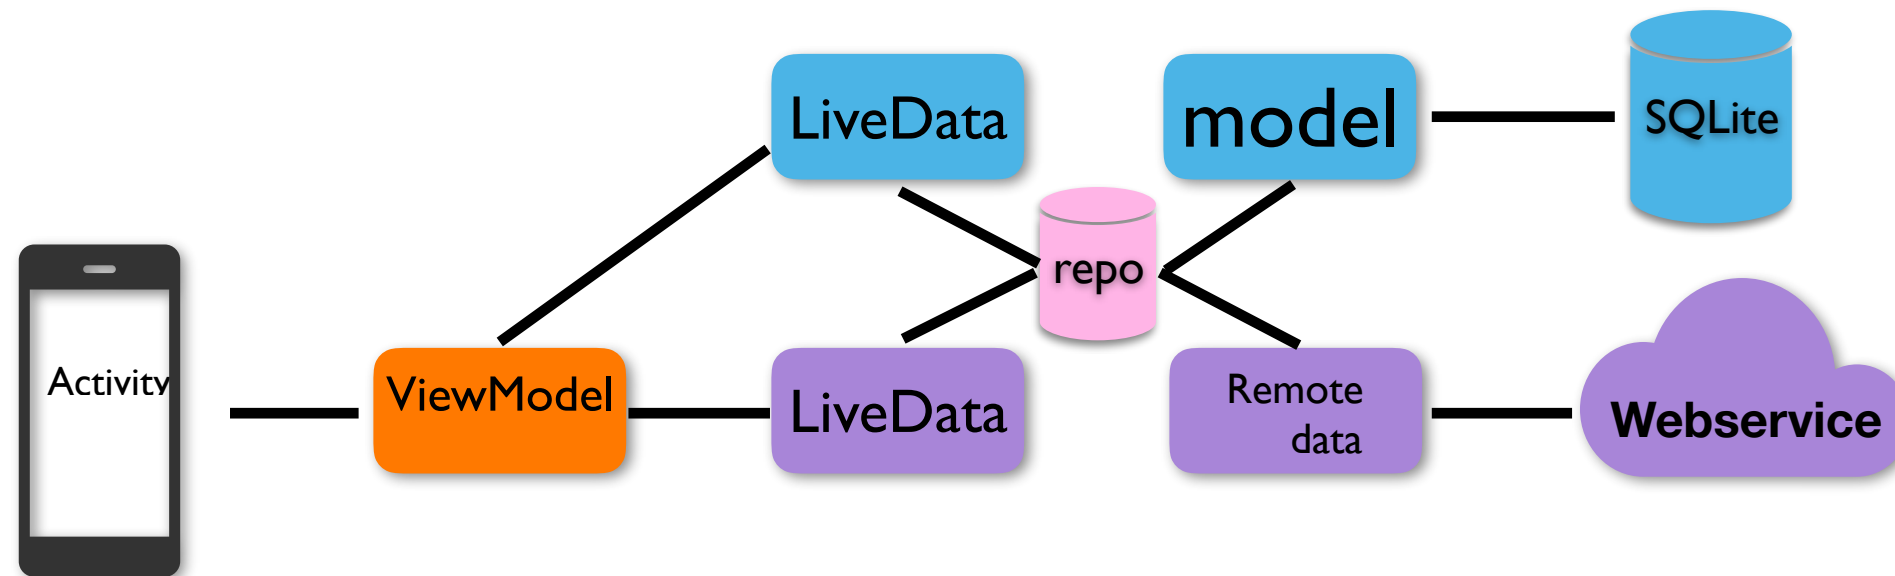 LiveData
model
SQLite
repo
Activity
ViewModel
LiveData
Remote
data
Webservice